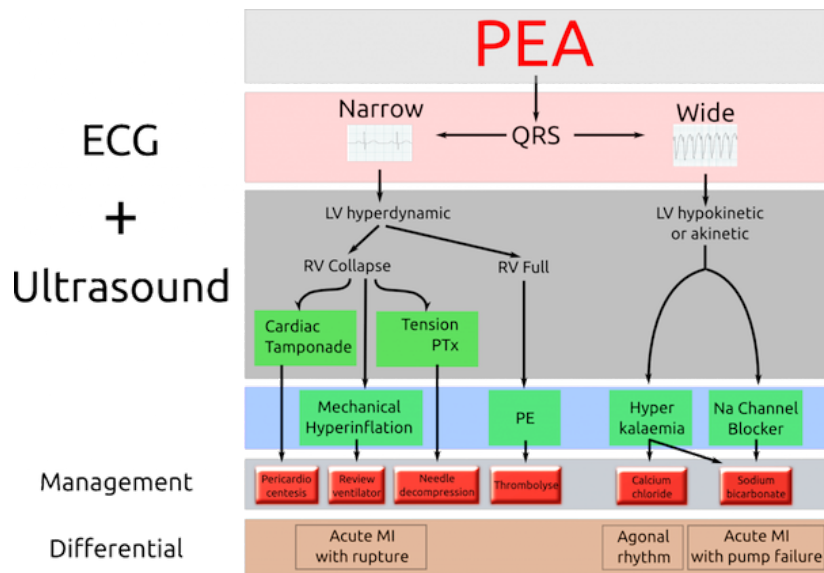 PEA
Narrow
QRS
Wide
ECG
+
Ultrasound
LV hyperdynamic
LV hypokinetic
or akinetic
RV Collapse
RV Full
Cardiac
Tamponade
Tension
PTx
Mechanical
Hyperinflation
PE
Hyper
kalaemia
Na Channel
Blocker
Management
Pericardio
centesis
Review
ventilator
Needle
decompression
Thrombolyse
Calcium
chloride
Sodium
bicarbonate
Differential
Acute MI
with rupture
Agonal
rhythm
Acute MI
with pump failure